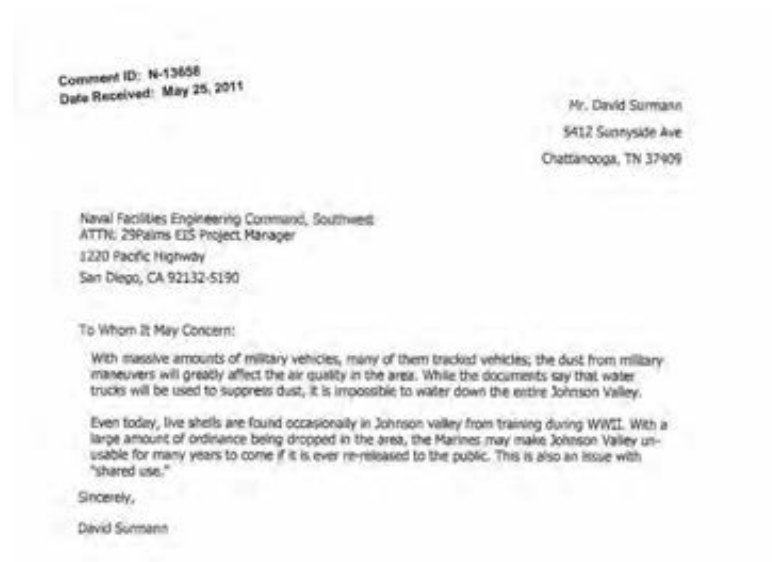 Comment ID: N-13658
Date Received: May 25, 2011
Mr. David Surmann
5412 Sunnyside Ave
Chattanooga, TN 37409
Naval Facilities Engineering Command, Southwest
ATTN: 29Palms EIS Project Manager
1220 Pacific Highway
San Diego, CA 92132-5190
To Whom It May Concern:
With massive amounts of military vehicles, many of them tracked vehicles; the dust from military
maneuvers will greatly affect the air quality in the area. While the documents say that water
trucks will be used to suppress dust, it is impossible to water down the entire Johnson Valley.
Even today, live shells are found occasionally in Johnson valley from training during WWII. With a
large amount of ordinance being dropped in the area, the Marines may make Johnson Valley un-
usable for many years to come if it is ever re-released to the public. This is also an issue with
"shared use."
Sincerely,
David Surmann